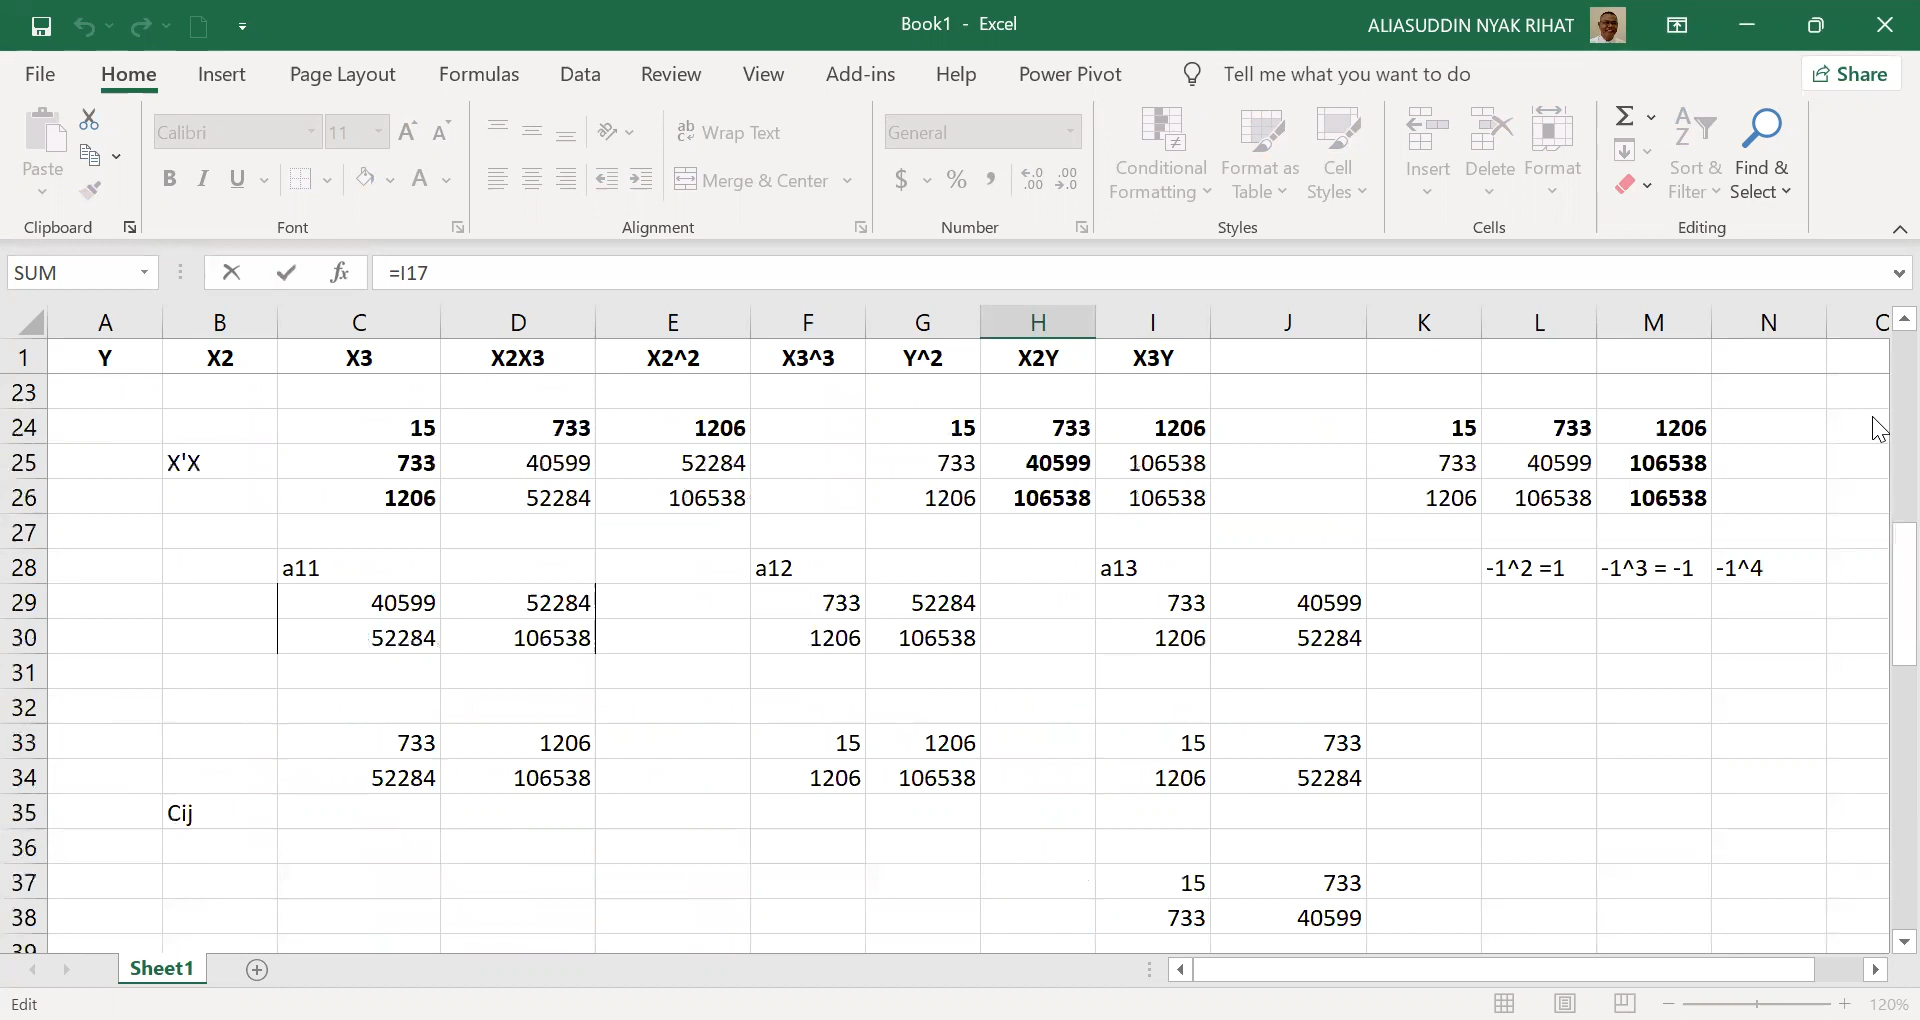 Book1 - Excel
ALIASUDDIN NYAK RIHAT
File Home Insert Page Layout Formulas Data Review View Add-ins Help Power Pivot Tell me what you want to do Share
Paste
Clipboard
Calibri 11
B I U
Font
ab Wrap Text
Merge & Center
Alignment
General
$ % ,
Number
Conditional Formatting
Format as Table
Cell Styles
Styles
Insert Delete Format
Cells
Sort & Filter
Find & Select
Editing
SUM fx =I17
A B C D E F G H I J K L M N
1 Y X2 X3 X2X3 X2^2 X3^3 Y^2 X2Y X3Y
23
24 15 733 1206 15 733 1206 15 733 1206
25 X'X 733 40599 52284 733 40599 106538 733 40599 106538
26 1206 52284 106538 1206 106538 106538 1206 106538 106538
27
28 a11 a12 a13 -1^2 =1 -1^3 = -1 -1^4
29 40599 52284 733 52284 733 40599
30 52284 106538 1206 106538 1206 52284
31
32
33 733 1206 15 1206 15 733
34 52284 106538 1206 106538 1206 52284
35 Cij
36
37 15 733
38 733 40599
39
Sheet1
Edit 120%